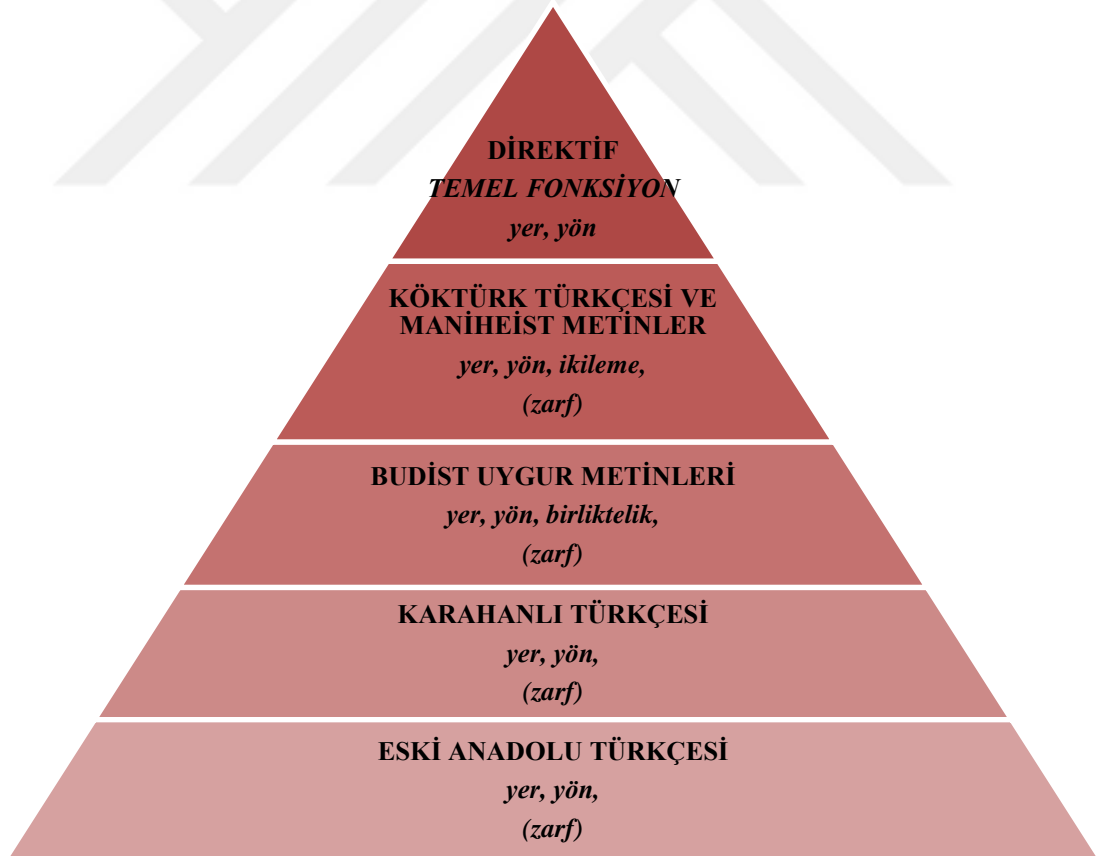 DİREKTİF
TEMEL FONKSİYON
yer, yön
KÖKTÜRK TÜRKÇESİ VE
MANİHEİST METİNLER
yer, yön, ikileme,
(zarf)
BUDİST UYGUR METİNLERİ
yer, yön, birliktelik,
(zarf)
KARAHANLI TÜRKÇESİ
yer, yön,
(zarf)
ESKİ ANADOLU TÜRKÇESİ
yer, yön,
(zarf)